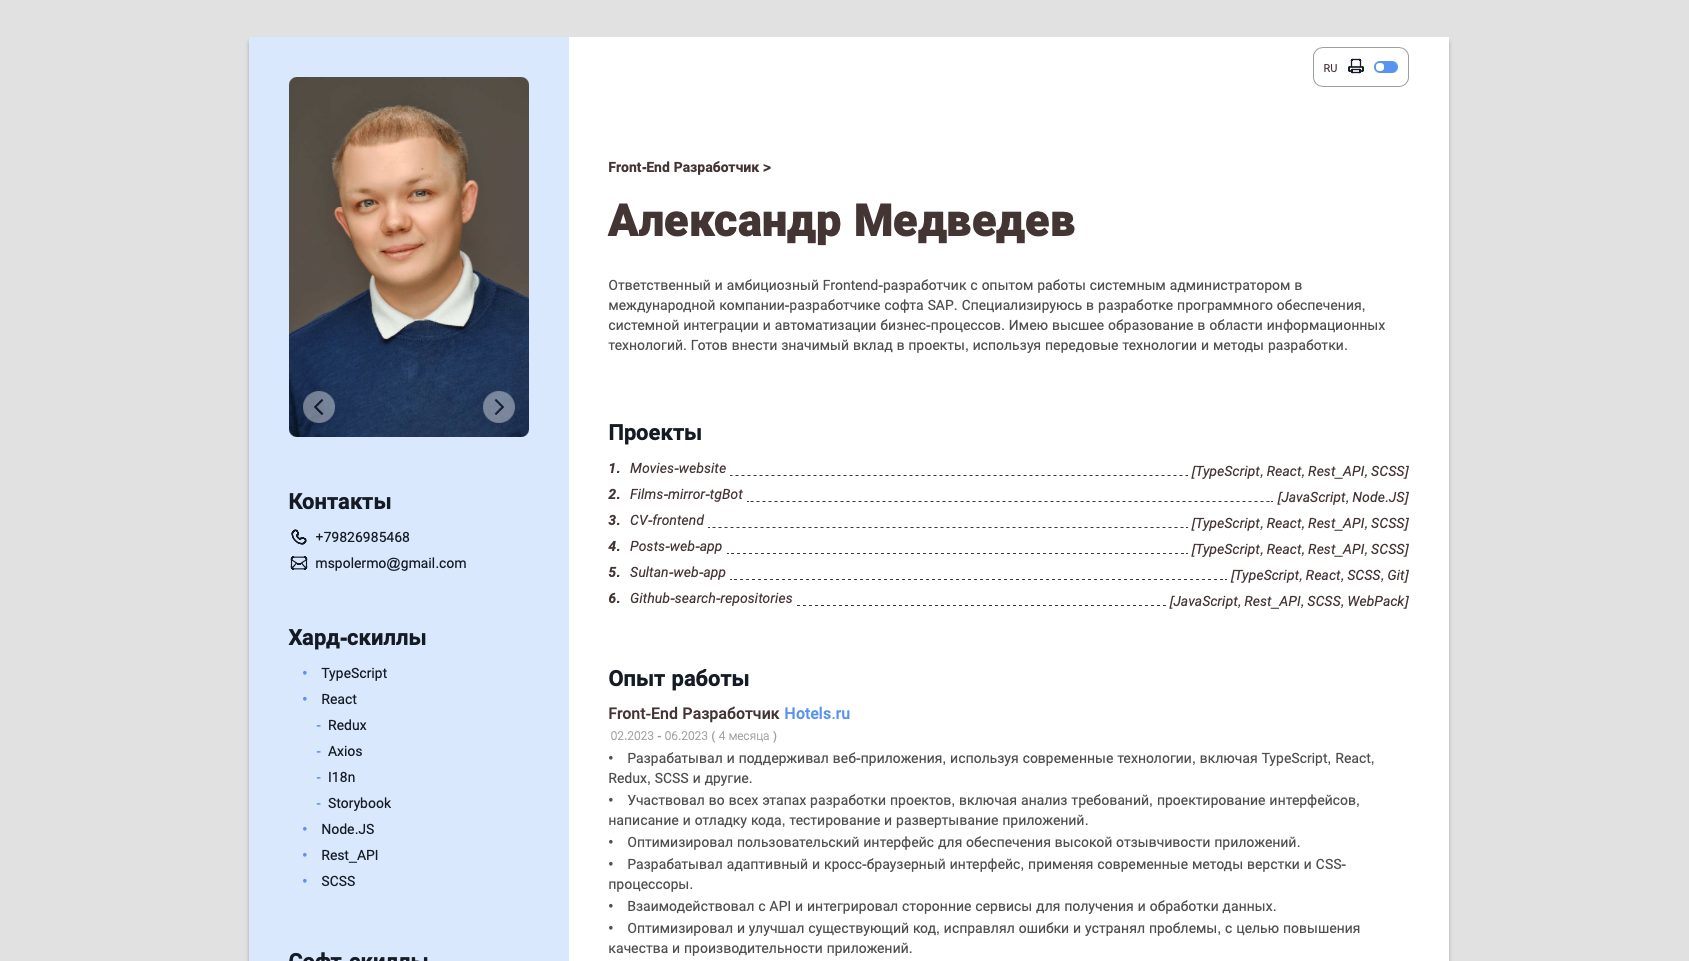 RU
Контакты
+79826985468
mspolermo@gmail.com
Хард-скиллы
• TypeScript
• React
- Redux
- Axios
- I18n
- Storybook
• Node.JS
• Rest_API
• SCSS
Софт-скиллы
Front-End Разработчик >
Александр Медведев
Ответственный и амбициозный Frontend-разработчик с опытом работы системным администратором в
международной компании-разработчике софта SAP. Специализируюсь в разработке программного обеспечения,
системной интеграции и автоматизации бизнес-процессов. Имею высшее образование в области информационных
технологий. Готов внести значимый вклад в проекты, используя передовые технологии и методы разработки.
Проекты
1. Movies-website [TypeScript, React, Rest_API, SCSS]
2. Films-mirror-tgBot [JavaScript, Node.JS]
3. CV-frontend [TypeScript, React, Rest_API, SCSS]
4. Posts-web-app [TypeScript, React, Rest_API, SCSS]
5. Sultan-web-app [TypeScript, React, SCSS, Git]
6. Github-search-repositories [JavaScript, Rest_API, SCSS, WebPack]
Опыт работы
Front-End Разработчик Hotels.ru
02.2023 - 06.2023 ( 4 месяца )
• Разрабатывал и поддерживал веб-приложения, используя современные технологии, включая TypeScript, React,
Redux, SCSS и другие.
• Участвовал во всех этапах разработки проектов, включая анализ требований, проектирование интерфейсов,
написание и отладку кода, тестирование и развертывание приложений.
• Оптимизировал пользовательский интерфейс для обеспечения высокой отзывчивости приложений.
• Разрабатывал адаптивный и кросс-браузерный интерфейс, применяя современные методы верстки и CSS-
процессоры.
• Взаимодействовал с API и интегрировал сторонние сервисы для получения и обработки данных.
• Оптимизировал и улучшал существующий код, исправлял ошибки и устранял проблемы, с целью повышения
качества и производительности приложений.